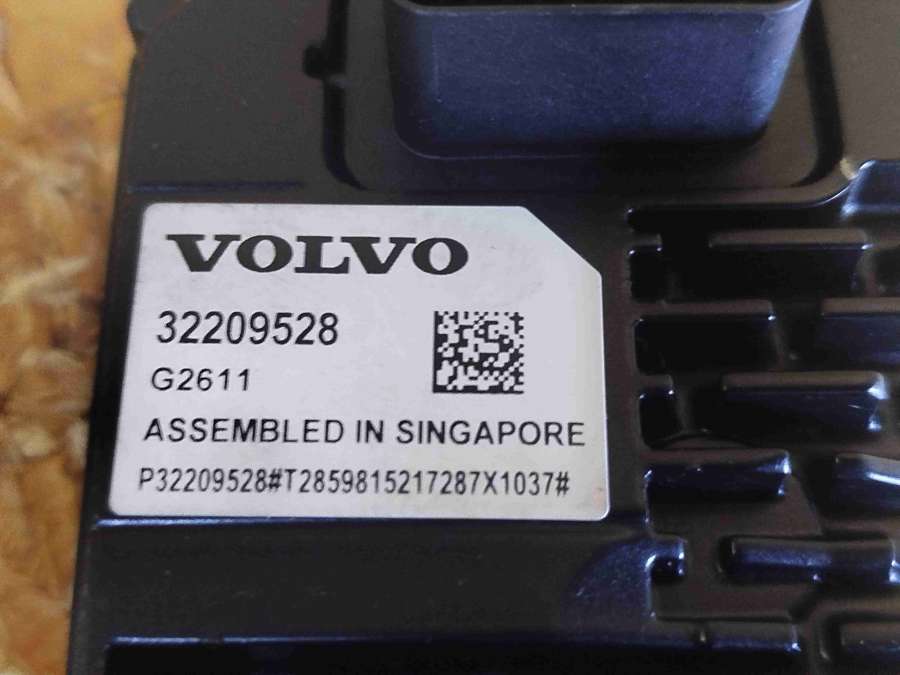 VOLVO
32209528
G2611
ASSEMBLED IN SINGAPORE
P32209528#T2859815217287X1037#